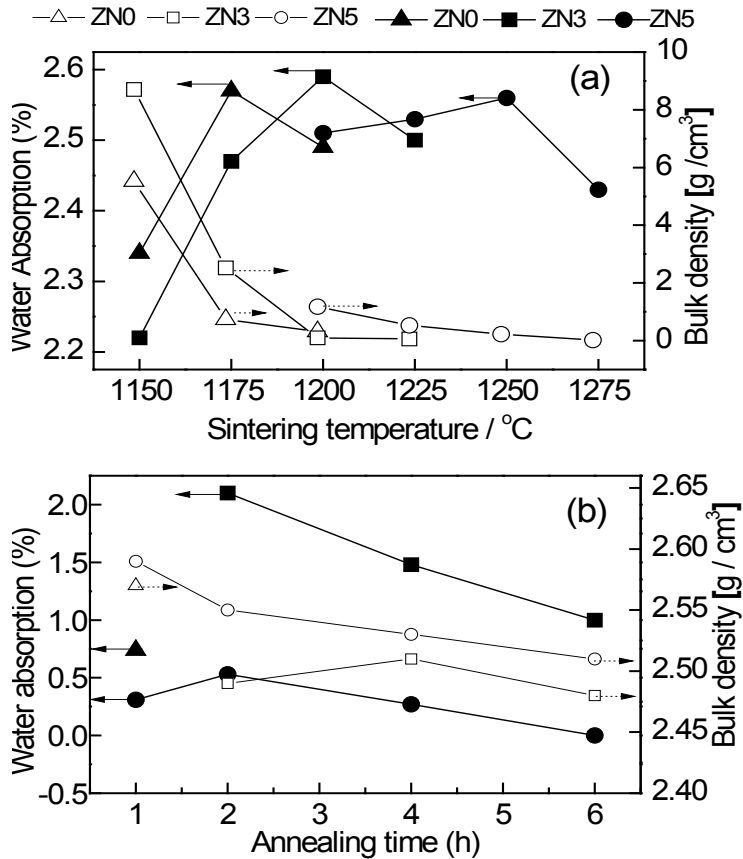 ZN0 ZN3 ZN5 ZN0 ZN3 ZN5
(a)
Water Absorption (%)
2.6
2.5
2.4
2.3
2.2
Bulk density [g /cm³]
10
8
6
4
2
0
1150 1175 1200 1225 1250 1275
Sintering temperature / °C
(b)
Water absorption (%)
2.0
1.5
1.0
0.5
0.0
-0.5
Bulk density [g / cm³]
2.65
2.60
2.55
2.50
2.45
2.40
1 2 3 4 5 6
Annealing time (h)